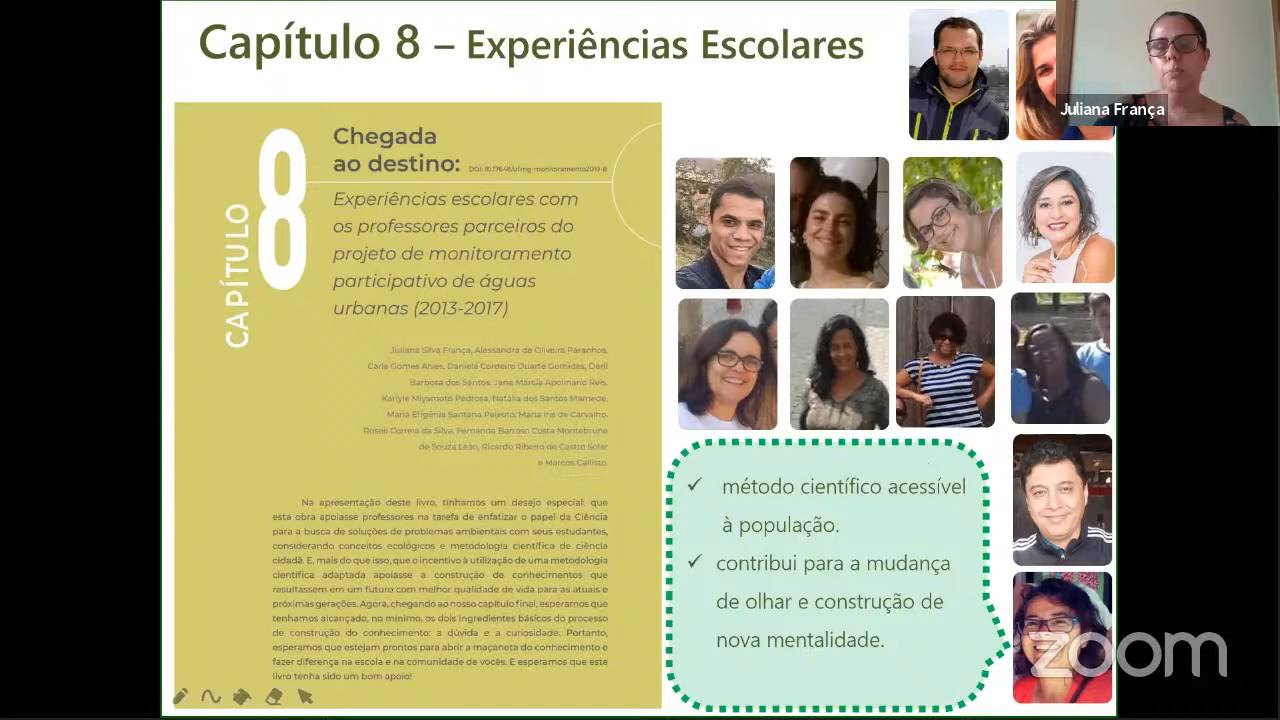 Capítulo 8 – Experiências Escolares
Juliana França
CAPÍTULO
8
Chegada
ao destino: DOI: 10.17648/ufmg-monitoramento2019-8
Experiências escolares com
os professores parceiros do
projeto de monitoramento
participativo de águas
urbanas (2013-2017)
Juliana Silva França, Alessandra de Oliveira Paranhos,
Carla Gomes Alves, Daniela Cordeiro Duarte Gomides, Daril
Barbosa dos Santos, Jane Márcia Apolinario Reis,
Karlyle Miyamoto Pedrosa, Natália dos Santos Mamede,
Maria Efigênia Santana Peixoto, Maria Iris de Carvalho,
Roseli Correia da Silva, Fernanda Barroso Costa Montebrune
de Souza Leão, Ricardo Ribeiro de Castro Solar
e Marcos Callisto.
Na apresentação deste livro, tínhamos um desejo especial: que
esta obra apoiasse professores na tarefa de enfatizar o papel da Ciência
para a busca de soluções de problemas ambientais com seus estudantes,
considerando conceitos ecológicos e metodologia científica de ciência
cidadã. E, mais do que isso, que o incentivo à utilização de uma metodologia
científica adaptada apoiasse a construção de conhecimentos que
resultassem em um futuro com melhor qualidade de vida para as atuais e
próximas gerações. Agora, chegando ao nosso capítulo final, esperamos que
tenhamos alcançado, no mínimo, os dois ingredientes básicos do processo
de construção do conhecimento: a dúvida e a curiosidade. Portanto,
esperamos que estejam prontos para abrir a maçaneta do conhecimento e
fazer diferença na escola e na comunidade de vocês. E esperamos que este
livro tenha sido um bom apoio!
✓ método científico acessível
à população.
✓ contribui para a mudança
de olhar e construção de
nova mentalidade.
zoom